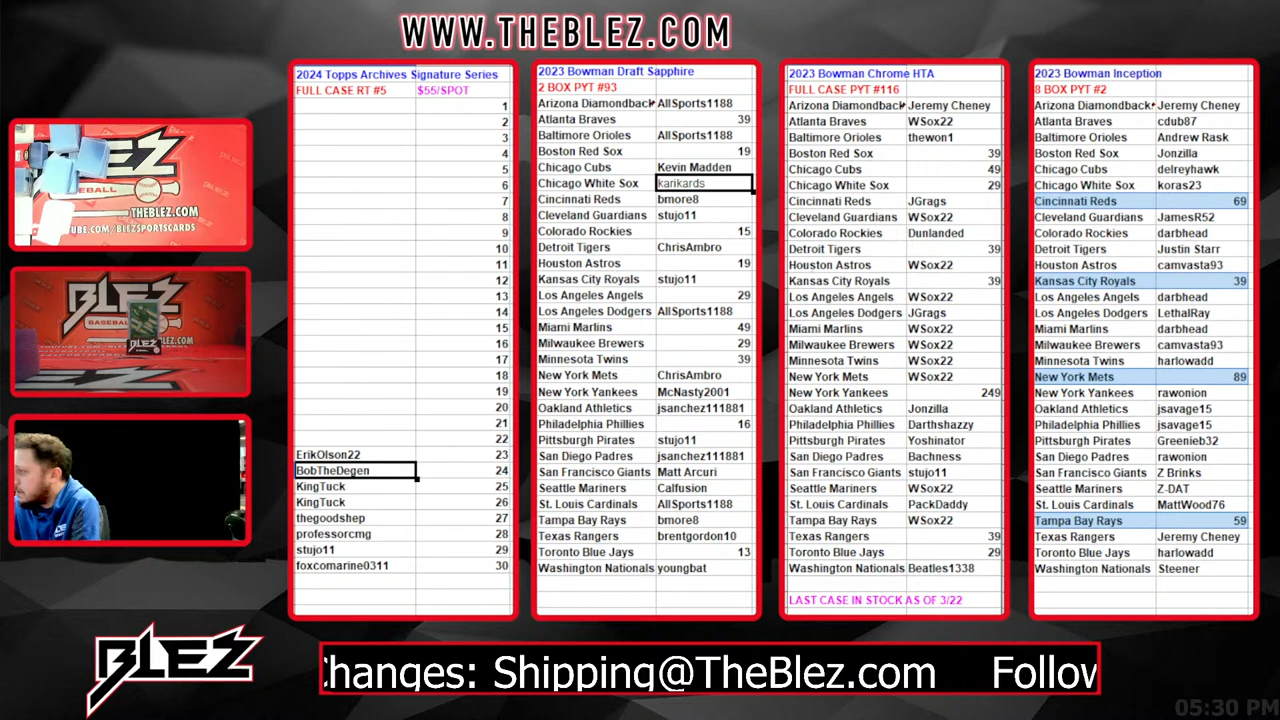 WWW.THEBLEZ.COM
2024 Topps Archives Signature Series
FULL CASE RT #5 $55/SPOT
1
2
3
4
5
6
7
8
9
10
11
12
13
14
15
16
17
18
19
20
21
22
ErikOlson22 23
BobTheDegen 24
KingTuck 25
KingTuck 26
thegoodshep 27
professorcmg 28
stujo11 29
foxcomarine0311 30
2023 Bowman Draft Sapphire
2 BOX PYT #93
Arizona Diamondback AllSports1188
Atlanta Braves 39
Baltimore Orioles AllSports1188
Boston Red Sox 19
Chicago Cubs Kevin Madden
Chicago White Sox karikards
Cincinnati Reds bmore8
Cleveland Guardians stujo11
Colorado Rockies 15
Detroit Tigers ChrisAmbro
Houston Astros 19
Kansas City Royals stujo11
Los Angeles Angels 29
Los Angeles Dodgers AllSports1188
Miami Marlins 49
Milwaukee Brewers 29
Minnesota Twins 39
New York Mets ChrisAmbro
New York Yankees McNasty2001
Oakland Athletics jsanchez111881
Philadelphia Phillies 16
Pittsburgh Pirates stujo11
San Diego Padres jsanchez111881
San Francisco Giants Matt Arcuri
Seattle Mariners Calfusion
St. Louis Cardinals AllSports1188
Tampa Bay Rays bmore8
Texas Rangers brentgordon10
Toronto Blue Jays 13
Washington Nationals youngbat
2023 Bowman Chrome HTA
FULL CASE PYT #116
Arizona Diamondback Jeremy Cheney
Atlanta Braves WSox22
Baltimore Orioles thewon1
Boston Red Sox 39
Chicago Cubs 49
Chicago White Sox 29
Cincinnati Reds JGrags
Cleveland Guardians WSox22
Colorado Rockies Dunlanded
Detroit Tigers 39
Houston Astros WSox22
Kansas City Royals 39
Los Angeles Angels WSox22
Los Angeles Dodgers JGrags
Miami Marlins WSox22
Milwaukee Brewers WSox22
Minnesota Twins WSox22
New York Mets WSox22
New York Yankees 249
Oakland Athletics Jonzilla
Philadelphia Phillies Darthshazzy
Pittsburgh Pirates Yoshinator
San Diego Padres Bachness
San Francisco Giants stujo11
Seattle Mariners WSox22
St. Louis Cardinals PackDaddy
Tampa Bay Rays WSox22
Texas Rangers 39
Toronto Blue Jays 29
Washington Nationals Beatles1338
LAST CASE IN STOCK AS OF 3/22
2023 Bowman Inception
8 BOX PYT #2
Arizona Diamondback Jeremy Cheney
Atlanta Braves cdub87
Baltimore Orioles Andrew Rask
Boston Red Sox Jonzilla
Chicago Cubs delreyhawk
Chicago White Sox koras23
Cincinnati Reds 69
Cleveland Guardians JamesR52
Colorado Rockies darbhead
Detroit Tigers Justin Starr
Houston Astros camvasta93
Kansas City Royals 39
Los Angeles Angels darbhead
Los Angeles Dodgers LethalRay
Miami Marlins darbhead
Milwaukee Brewers camvasta93
Minnesota Twins harlowadd
New York Mets 89
New York Yankees rawonion
Oakland Athletics jsavage15
Philadelphia Phillies jsavage15
Pittsburgh Pirates Greenieb32
San Diego Padres rawonion
San Francisco Giants Z Brinks
Seattle Mariners Z-DAT
St. Louis Cardinals MattWood76
Tampa Bay Rays 59
Texas Rangers Jeremy Cheney
Toronto Blue Jays harlowadd
Washington Nationals Steener
BASEBALL
THEBLEZ.COM
BLEZ
BASEBALL
BLEZ
hanges: Shipping@TheBlez.com Follow
05:30 PM